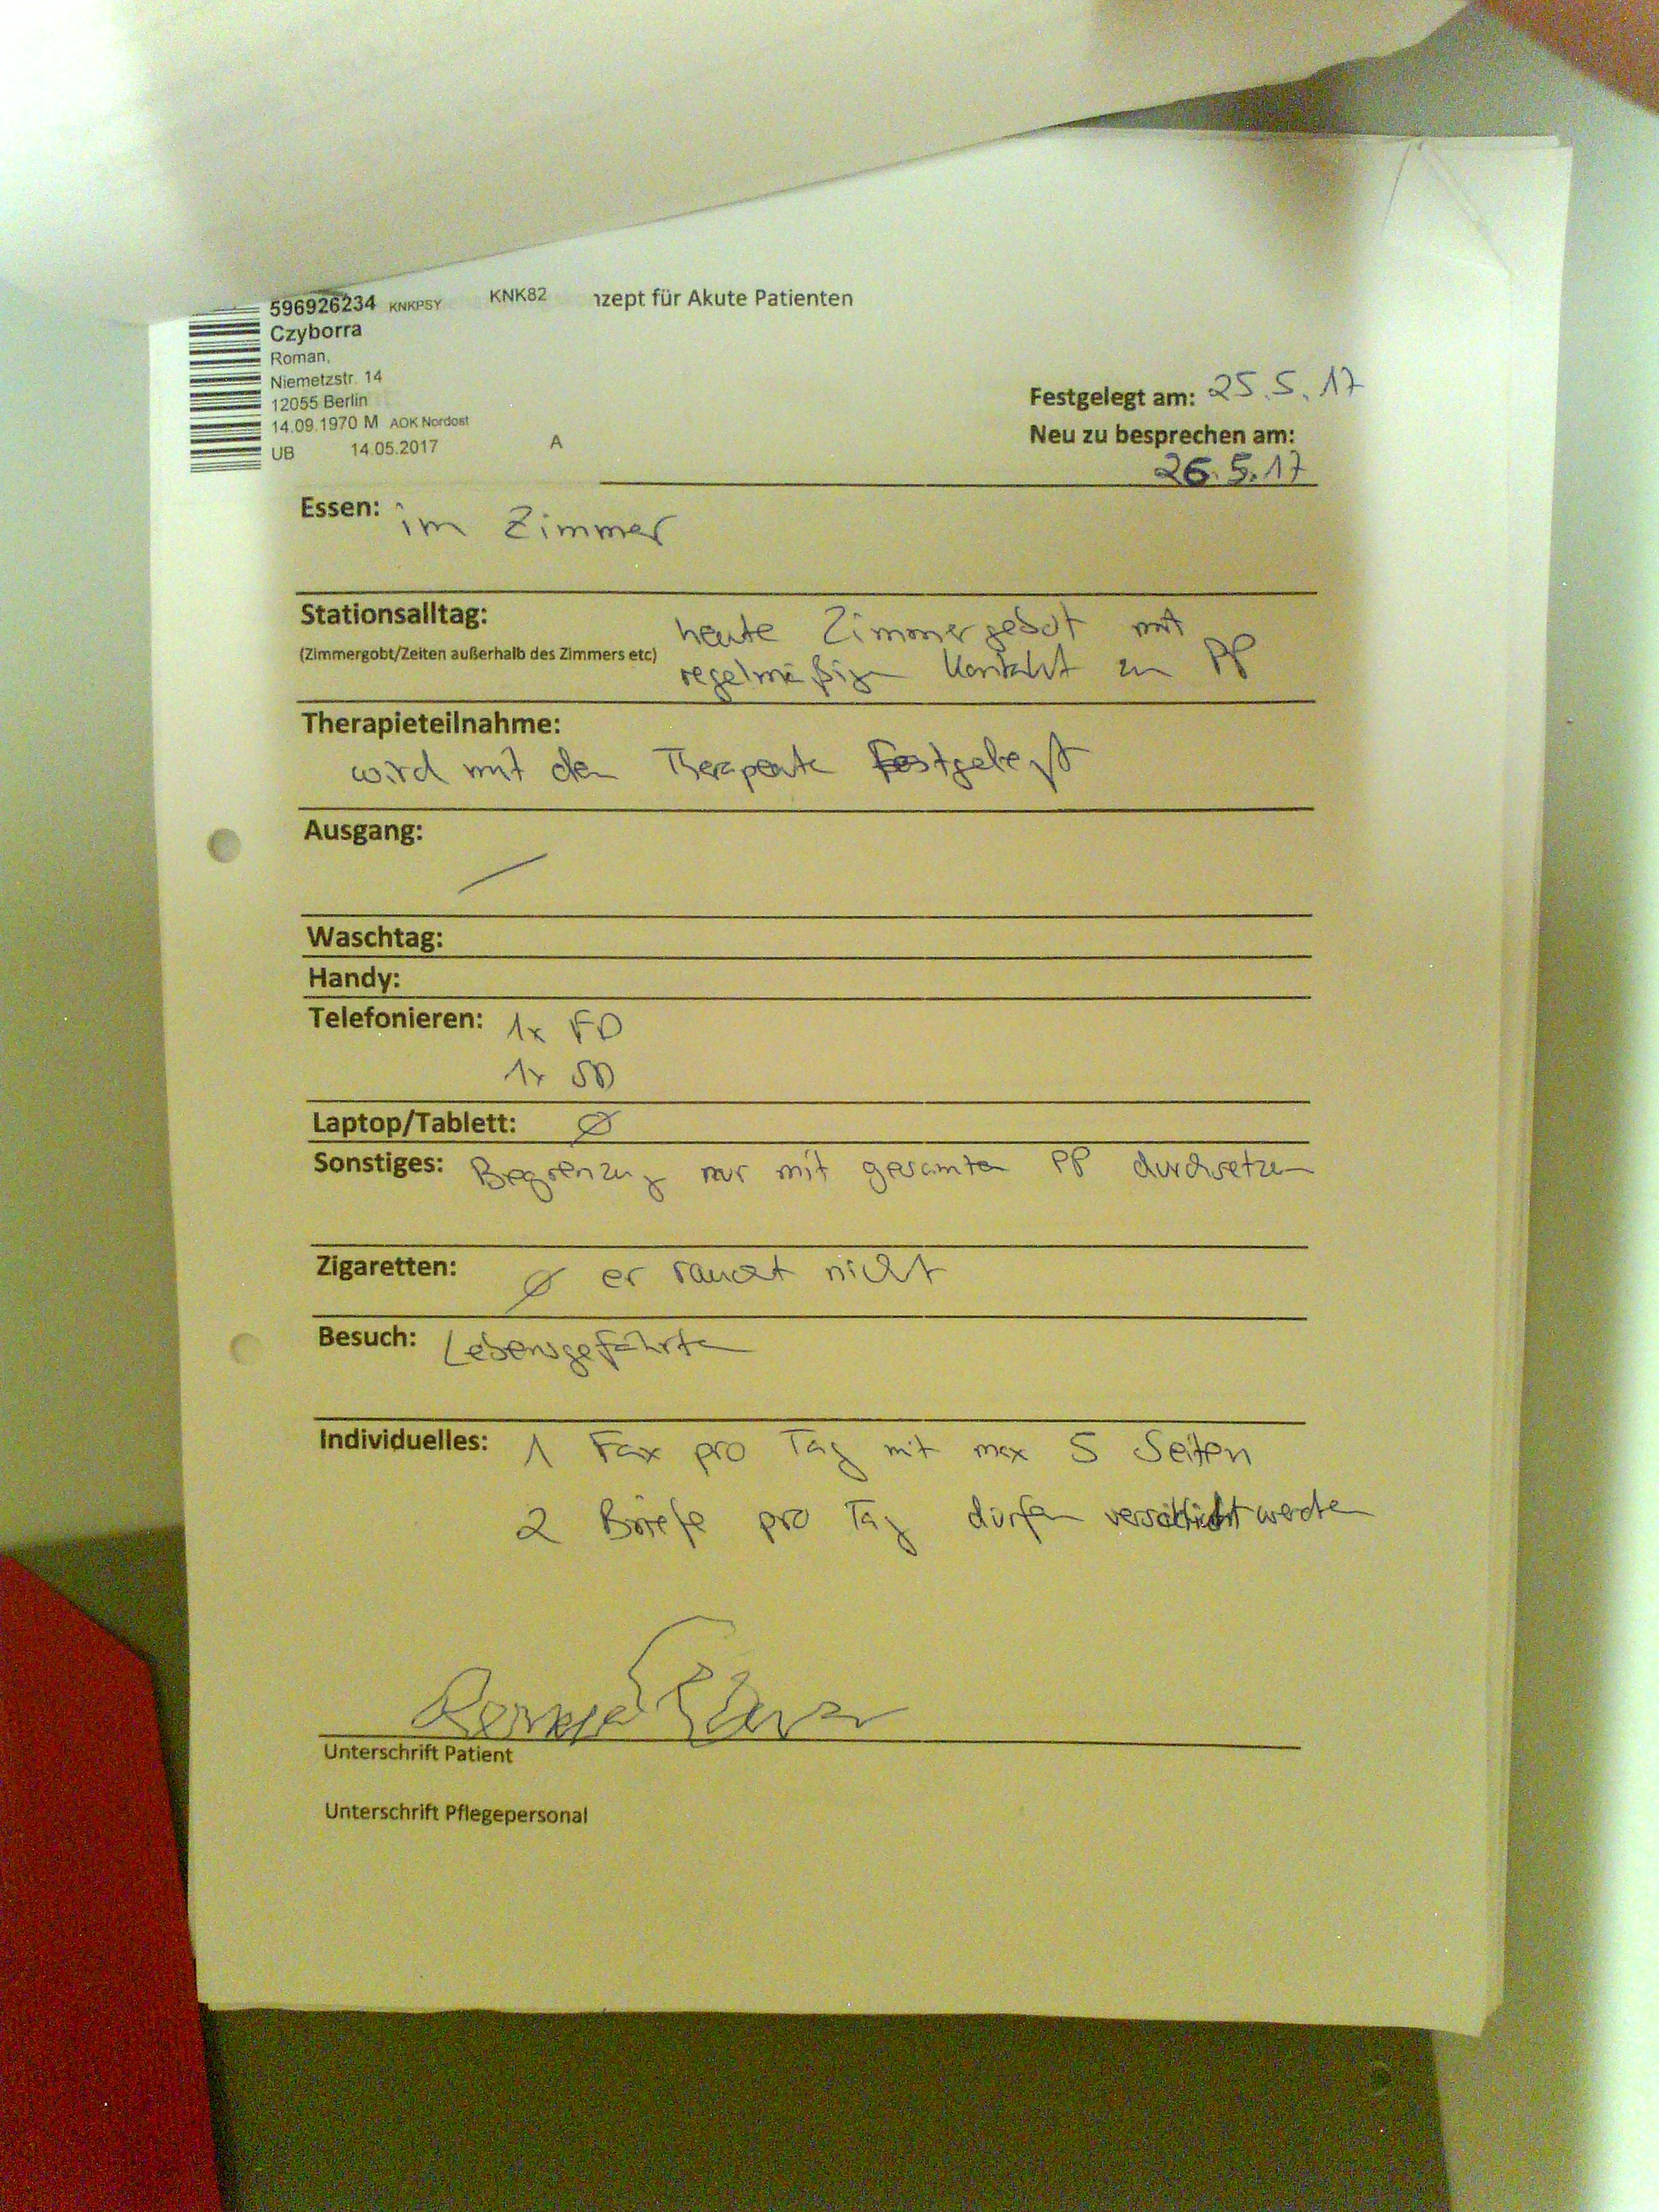 596926234 KNKPSY KNK82 nzept für Akute Patienten
Czyborra
Roman,
Niemetzstr. 14
12055 Berlin
14.09.1970 M AOK Nordost
UB 14.05.2017 A
Festgelegt am: 25.5.17
Neu zu besprechen am:
26.5.17
Essen: im Zimmer
Stationsalltag: heute Zimmergebot mit
(Zimmergobt/Zeiten außerhalb des Zimmers etc) regelmäßigen Kontakt zu PP
Therapieteilnahme:
wird mit den Therapeuten Festgelegt
Ausgang:
Waschtag:
Handy:
Telefonieren: 1x FD
1x SD
Laptop/Tablett: Ø
Sonstiges: Begrenzung nur mit gesamten PP durchsetzen
Zigaretten: Ø er raucht nicht
Besuch: Lebensgefährte
Individuelles: 1 Fax pro Tag mit max 5 Seiten
2 Briefe pro Tag dürfen verschickt werden
Unterschrift Patient
Unterschrift Pflegepersonal